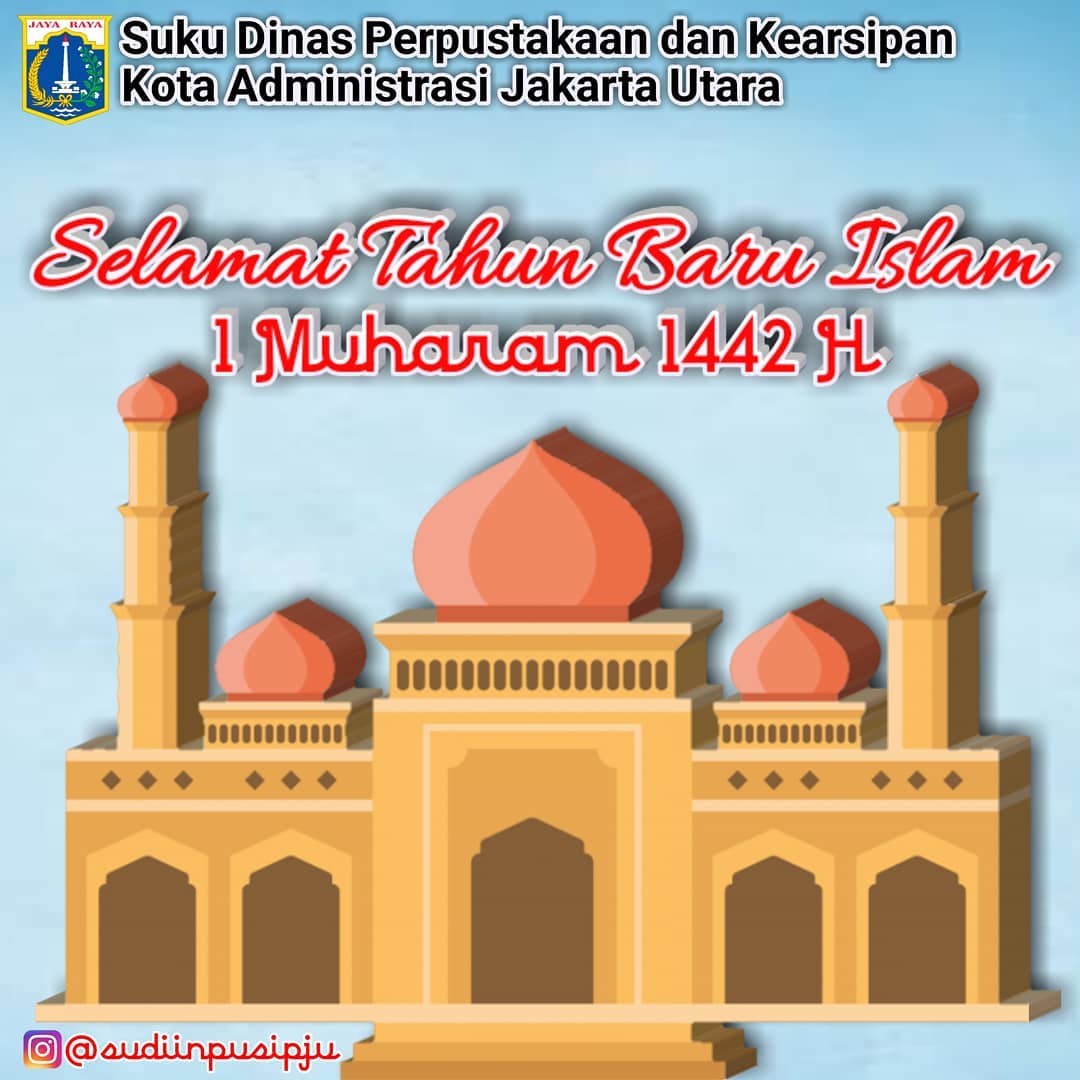 JAYA RAYA
Suku Dinas Perpustakaan dan Kearsipan
Kota Administrasi Jakarta Utara
Selamat Tahun Baru Islam
1 Muharam 1442 H
@sudiinpusipju